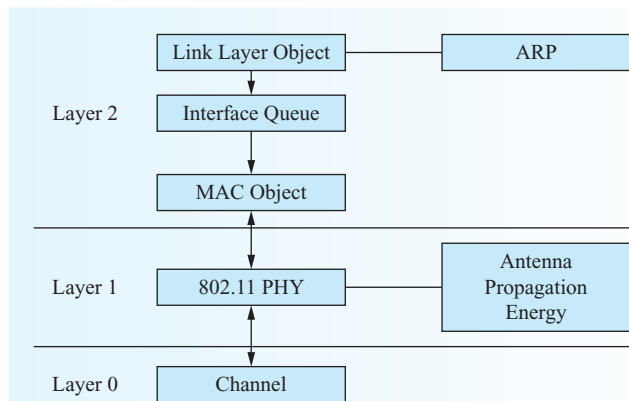 Link Layer Object
ARP
Layer 2
Interface Queue
MAC Object
Layer 1
802.11 PHY
Antenna
Propagation
Energy
Layer 0
Channel